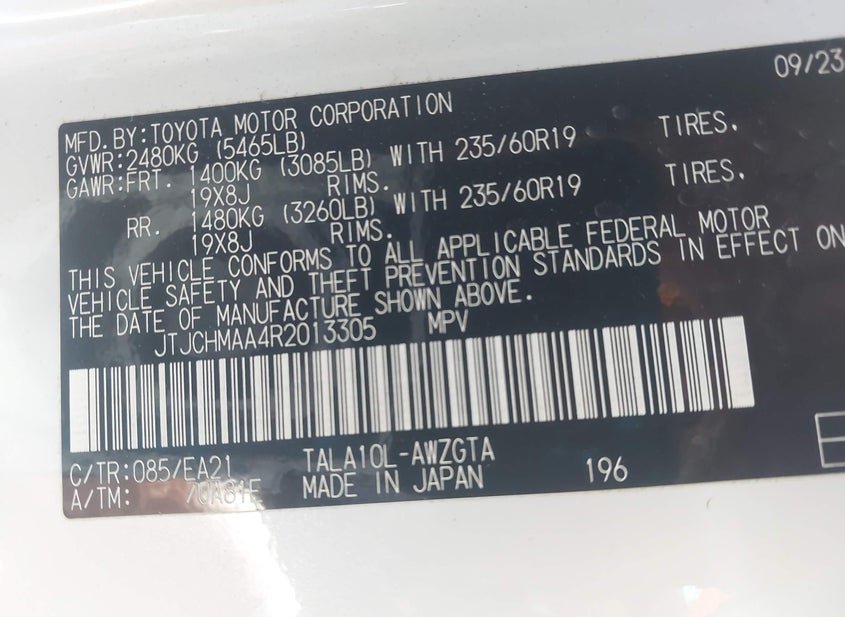 09/23
MFD.BY:TOYOTA MOTOR CORPORATION
GVWR:2480KG (5465LB)
GAWR:FRT. 1400KG (3085LB) WITH 235/60R19 TIRES.
19X8J RIMS.
RR. 1480KG (3260LB) WITH 235/60R19 TIRES.
19X8J RIMS.
THIS VEHICLE CONFORMS TO ALL APPLICABLE FEDERAL MOTOR
VEHICLE SAFETY AND THEFT PREVENTION STANDARDS IN EFFECT ON
THE DATE OF MANUFACTURE SHOWN ABOVE.
JTJCHMAA4R2013305 MPV
C/TR:085/EA21 TALA10L-AWZGTA
A/TM: MADE IN JAPAN 196